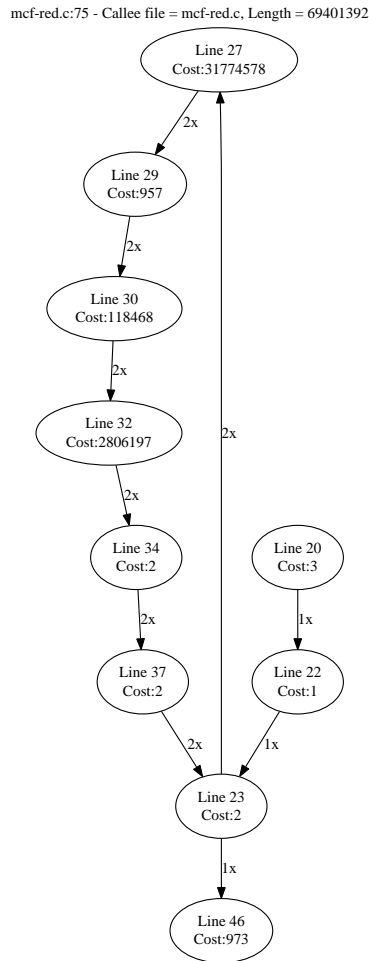 mcf-red.c:75 - Callee file = mcf-red.c, Length = 69401392
Line 27
Cost:31774578
2x
Line 29
Cost:957
2x
Line 30
Cost:118468
2x
2x
Line 32
Cost:2806197
2x
Line 34
Cost:2
Line 20
Cost:3
2x
1x
Line 37
Cost:2
Line 22
Cost:1
2x
1x
Line 23
Cost:2
1x
Line 46
Cost:973